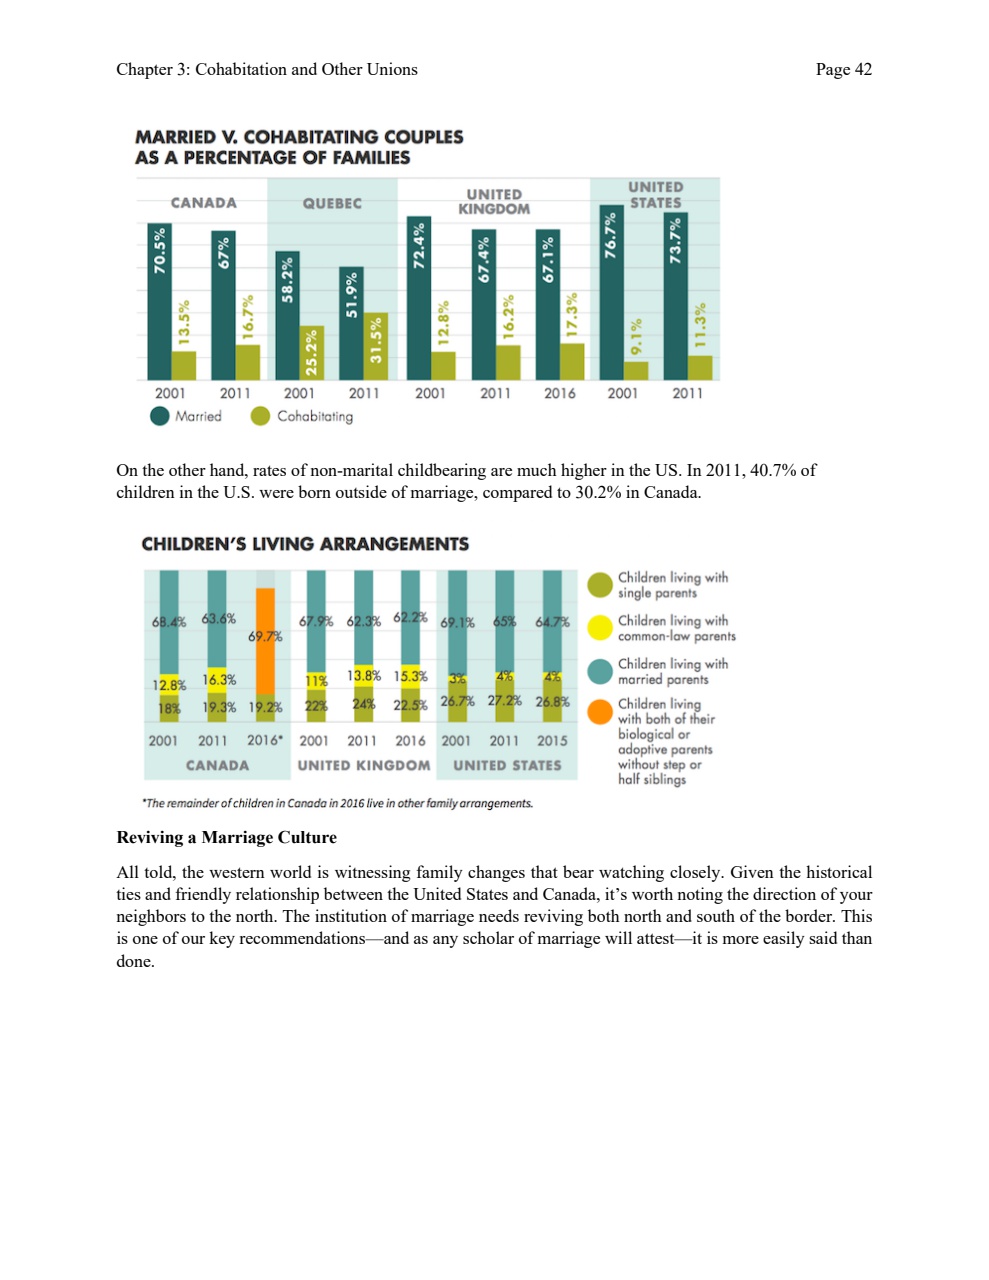 Chapter 3: Cohabitation and Other Unions Page 42
MARRIED V. COHABITATING COUPLES
AS A PERCENTAGE OF FAMILIES
CANADA
QUEBEC
UNITED
KINGDOM
UNITED
STATES
70.5%
13.5%
67%
16.7%
58.2%
25.2%
51.9%
31.5%
72.4%
12.8%
67.4%
16.2%
67.1%
17.3%
76.7%
9.1%
73.7%
11.3%
2001 2011 2001 2011 2001 2011 2016 2001 2011
Married Cohabitating
On the other hand, rates of non-marital childbearing are much higher in the US. In 2011, 40.7% of
children in the U.S. were born outside of marriage, compared to 30.2% in Canada.
CHILDREN’S LIVING ARRANGEMENTS
68.4% 63.6% 69.7% 67.9% 62.3% 62.2% 69.1% 65% 64.7%
12.8% 16.3% 11% 13.8% 15.3% 3% 4% 4%
18% 19.3% 19.2% 22% 24% 22.5% 26.7% 27.2% 26.8%
2001 2011 2016* 2001 2011 2016 2001 2011 2015
CANADA UNITED KINGDOM UNITED STATES
Children living with
single parents
Children living with
common-law parents
Children living with
married parents
Children living
with both of their
biological or
adoptive parents
without step or
half siblings
*The remainder of children in Canada in 2016 live in other family arrangements.
Reviving a Marriage Culture
All told, the western world is witnessing family changes that bear watching closely. Given the historical
ties and friendly relationship between the United States and Canada, it’s worth noting the direction of your
neighbors to the north. The institution of marriage needs reviving both north and south of the border. This
is one of our key recommendations—and as any scholar of marriage will attest—it is more easily said than
done.